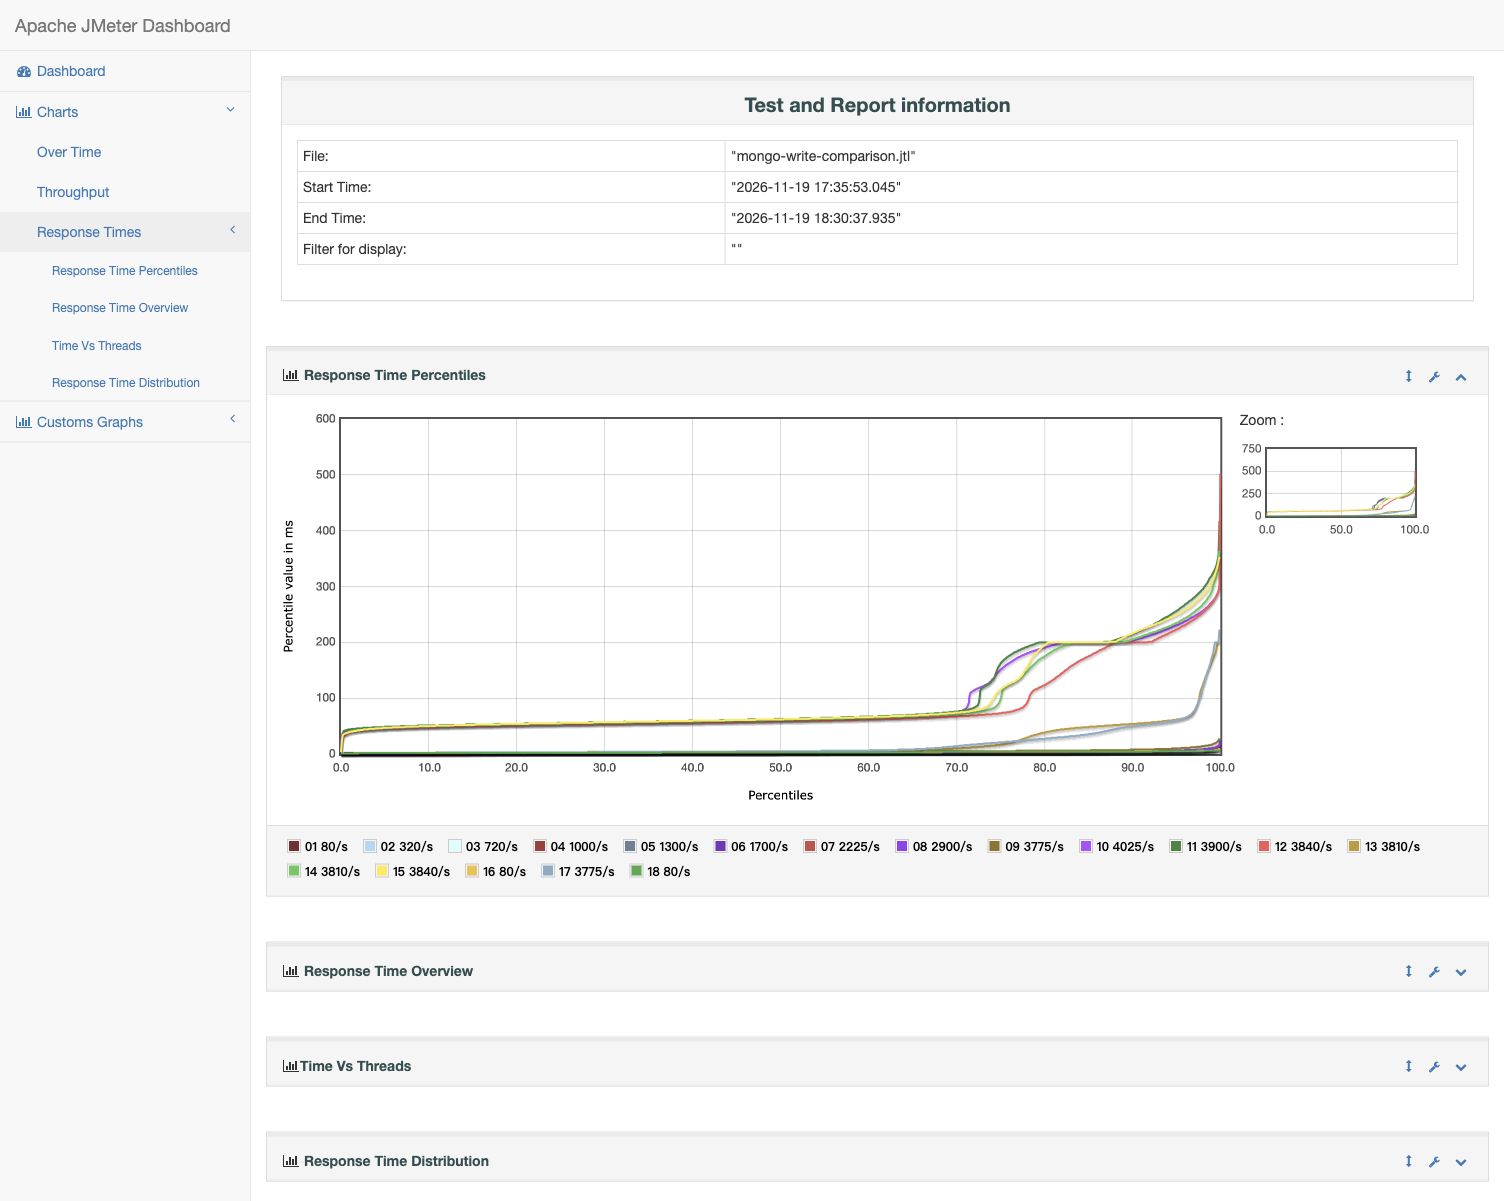 Apache JMeter Dashboard
Dashboard
Charts
Over Time
Throughput
Response Times
Response Time Percentiles
Response Time Overview
Time Vs Threads
Response Time Distribution
Customs Graphs
Test and Report information
File: "mongo-write-comparison.jtl"
Start Time: "2026-11-19 17:35:53.045"
End Time: "2026-11-19 18:30:37.935"
Filter for display: ""
Response Time Percentiles
600
500
400
300
200
100
0
Percentile value in ms
0.0 10.0 20.0 30.0 40.0 50.0 60.0 70.0 80.0 90.0 100.0
Percentiles
Zoom :
750
500
250
0
0.0 50.0 100.0
01 80/s 02 320/s 03 720/s 04 1000/s 05 1300/s 06 1700/s 07 2225/s 08 2900/s 09 3775/s 10 4025/s 11 3900/s 12 3840/s 13 3810/s
14 3810/s 15 3840/s 16 80/s 17 3775/s 18 80/s
Response Time Overview
Time Vs Threads
Response Time Distribution